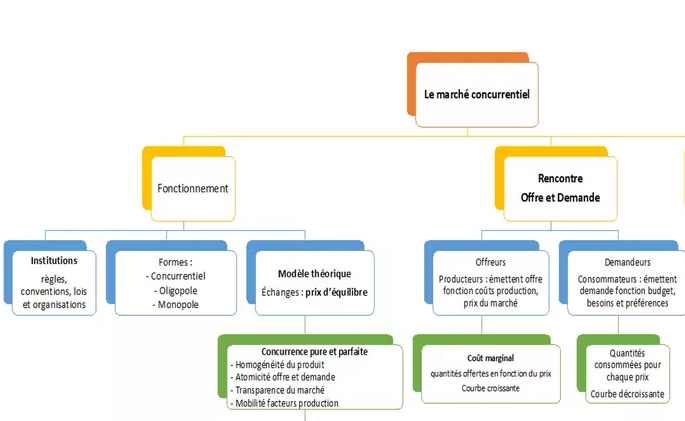 Le marché concurrentiel
Fonctionnement
Rencontre
Offre et Demande
Institutions
règles,
conventions, lois
et organisations
Formes :
- Concurrentiel
- Oligopole
- Monopole
Modèle théorique
Échanges : prix d'équilibre
Offreurs
Producteurs : émettent offre
fonction coûts production,
prix du marché
Demandeurs
Consommateurs : émettent
demande fonction budget,
besoins et préférences
Concurrence pure et parfaite
- Homogénéité du produit
- Atomicité offre et demande
- Transparence du marché
- Mobilité facteurs production
Coût marginal
quantités offertes en fonction du prix
Courbe croissante
Quantités
consommées pour
chaque prix
Courbe décroissante